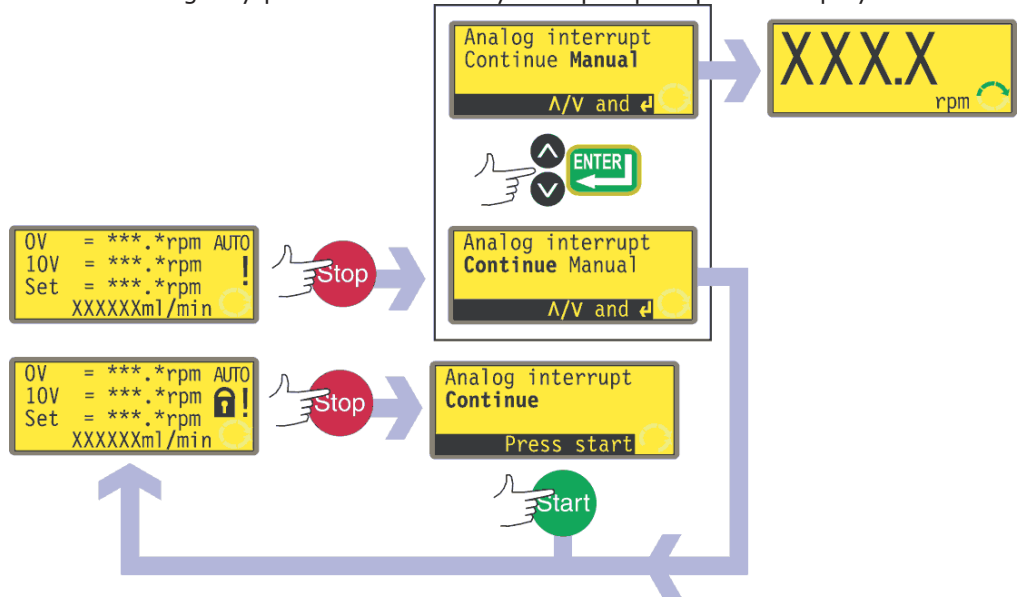 Analog interrupt
Continue Manual
∧/∨ and ↵
XXX.X
rpm
ENTER
0V = ***.*rpm AUTO
10V = ***.*rpm !
Set = ***.*rpm
XXXXXXml/min
Stop
Analog interrupt
Continue Manual
∧/∨ and ↵
0V = ***.*rpm AUTO
10V = ***.*rpm !
Set = ***.*rpm
XXXXXXml/min
Stop
Analog interrupt
Continue
Press start
Start